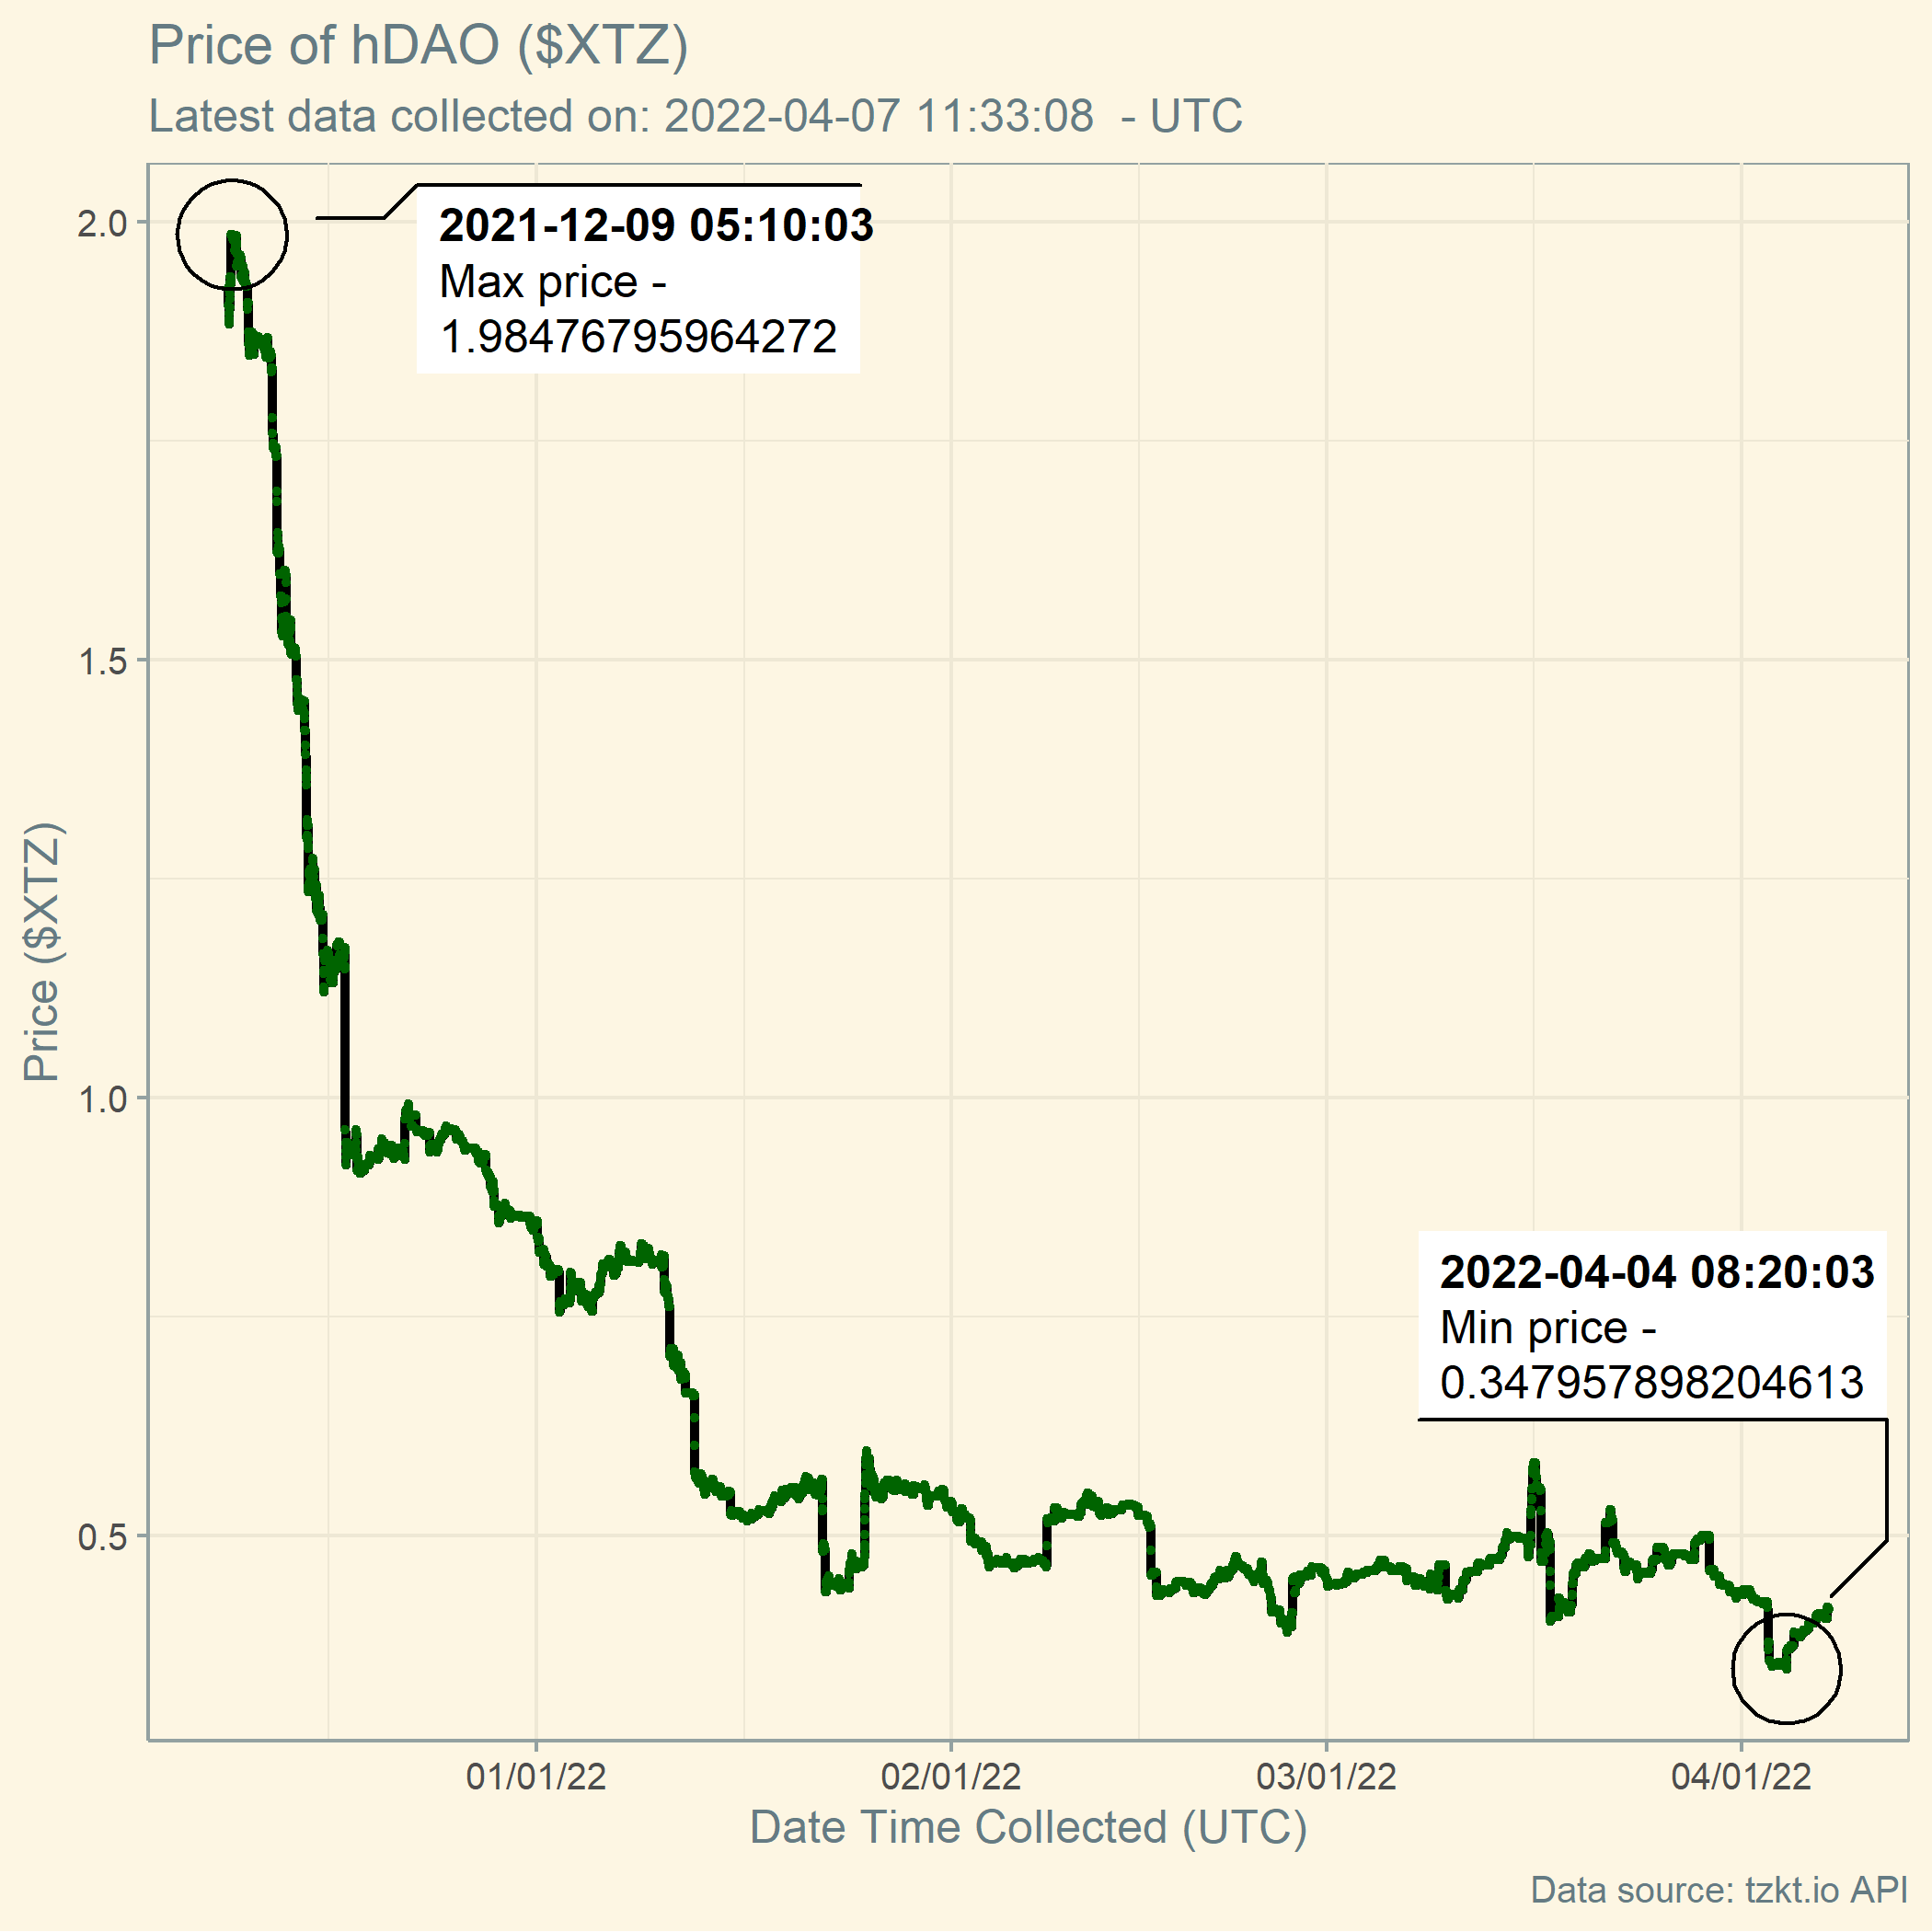 Price of hDAO ($XTZ)
Latest data collected on: 2022-04-07 11:33:08  - UTC
2021-12-09 05:10:03
Max price -
1.98476795964272
2022-04-04 08:20:03
Min price -
0.347957898204613
Price ($XTZ)
2.0
1.5
1.0
0.5
01/01/22
02/01/22
03/01/22
04/01/22
Date Time Collected (UTC)
Data source: tzkt.io API